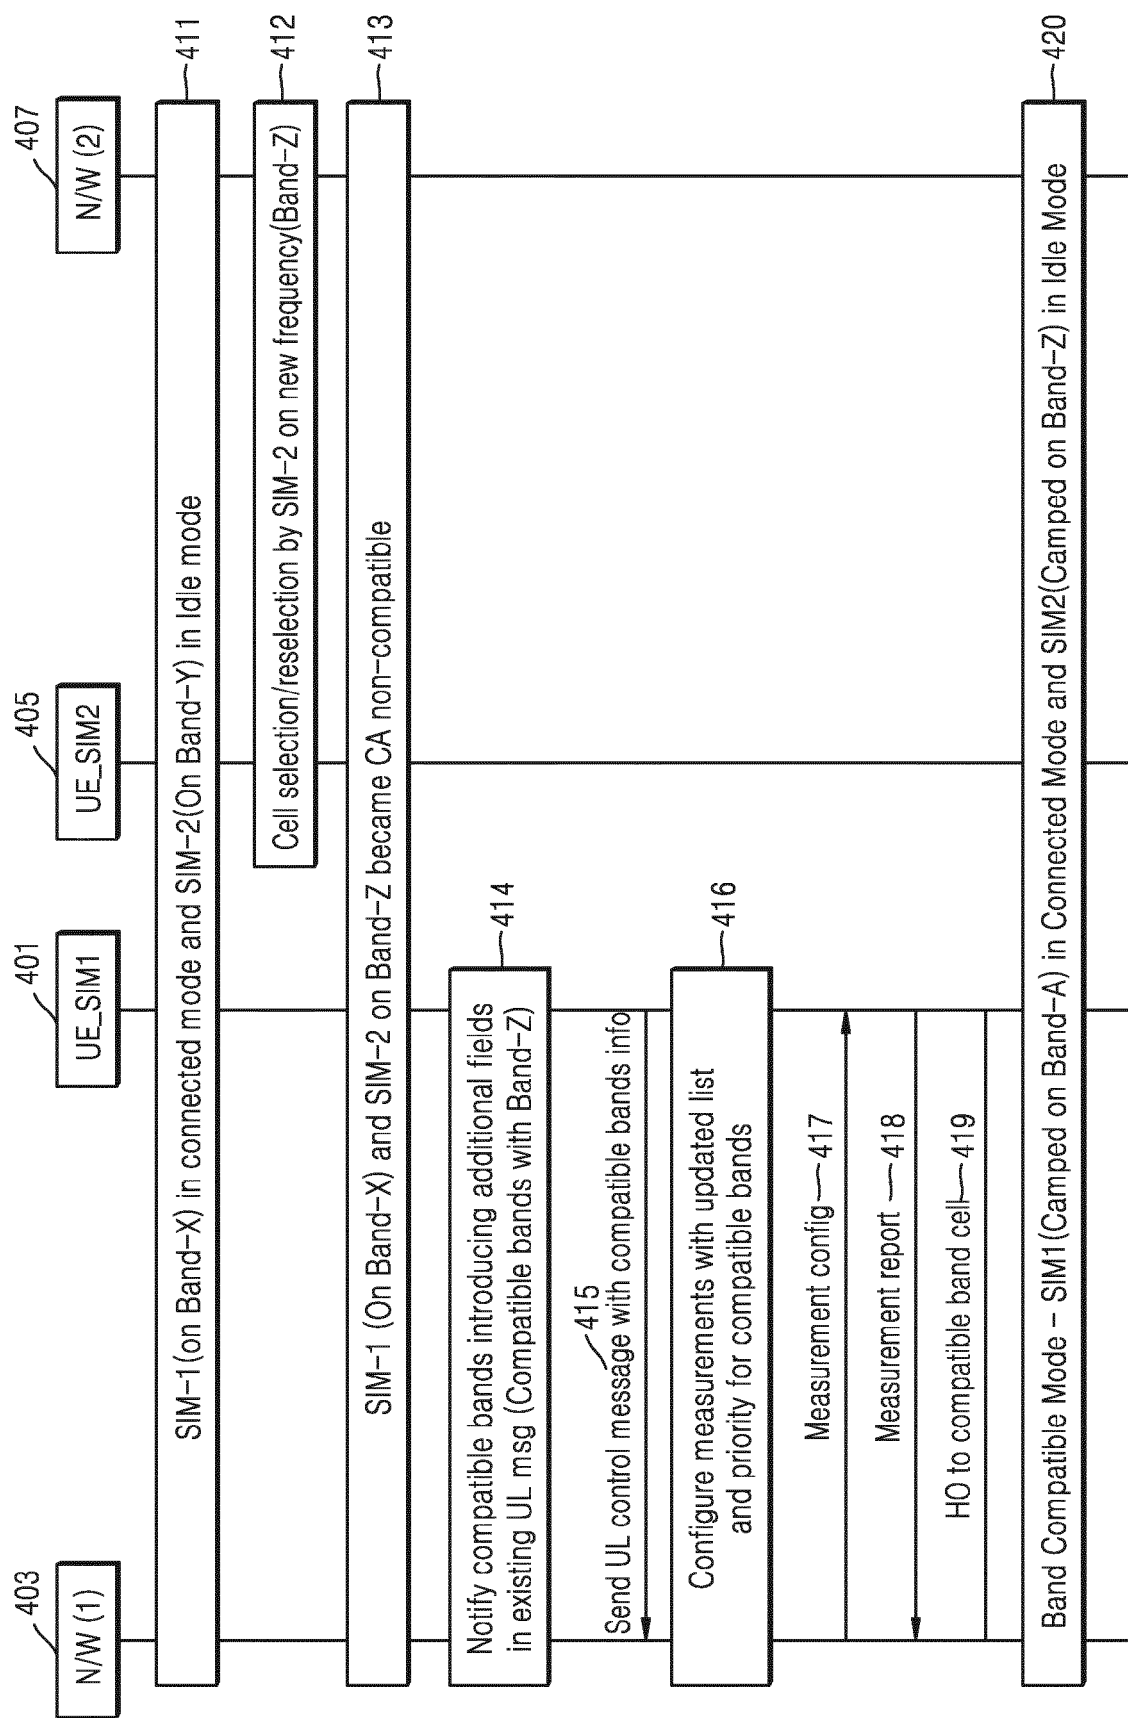 403
N/W (1)
401
UE_SIM1
405
UE_SIM2
407
N/W (2)
SIM-1(on Band-X) in connected mode and SIM-2(On Band-Y) in Idle mode
411
Cell selection/reselection by SIM-2 on new frequency(Band-Z)
412
SIM-1 (On Band-X) and SIM-2 on Band-Z became CA non-compatible
413
Notify compatible bands introducing additional fields
in existing UL msg (Compatible bands with Band-Z)
414
415
Send UL control message with compatible bands info
Configure measurements with updated list
and priority for compatible bands
416
Measurement config 417
Measurement report 418
HO to compatible band cell 419
Band Compatible Mode - SIM1(Camped on Band-A) in Connected Mode and SIM2(Camped on Band-Z) in Idle Mode
420